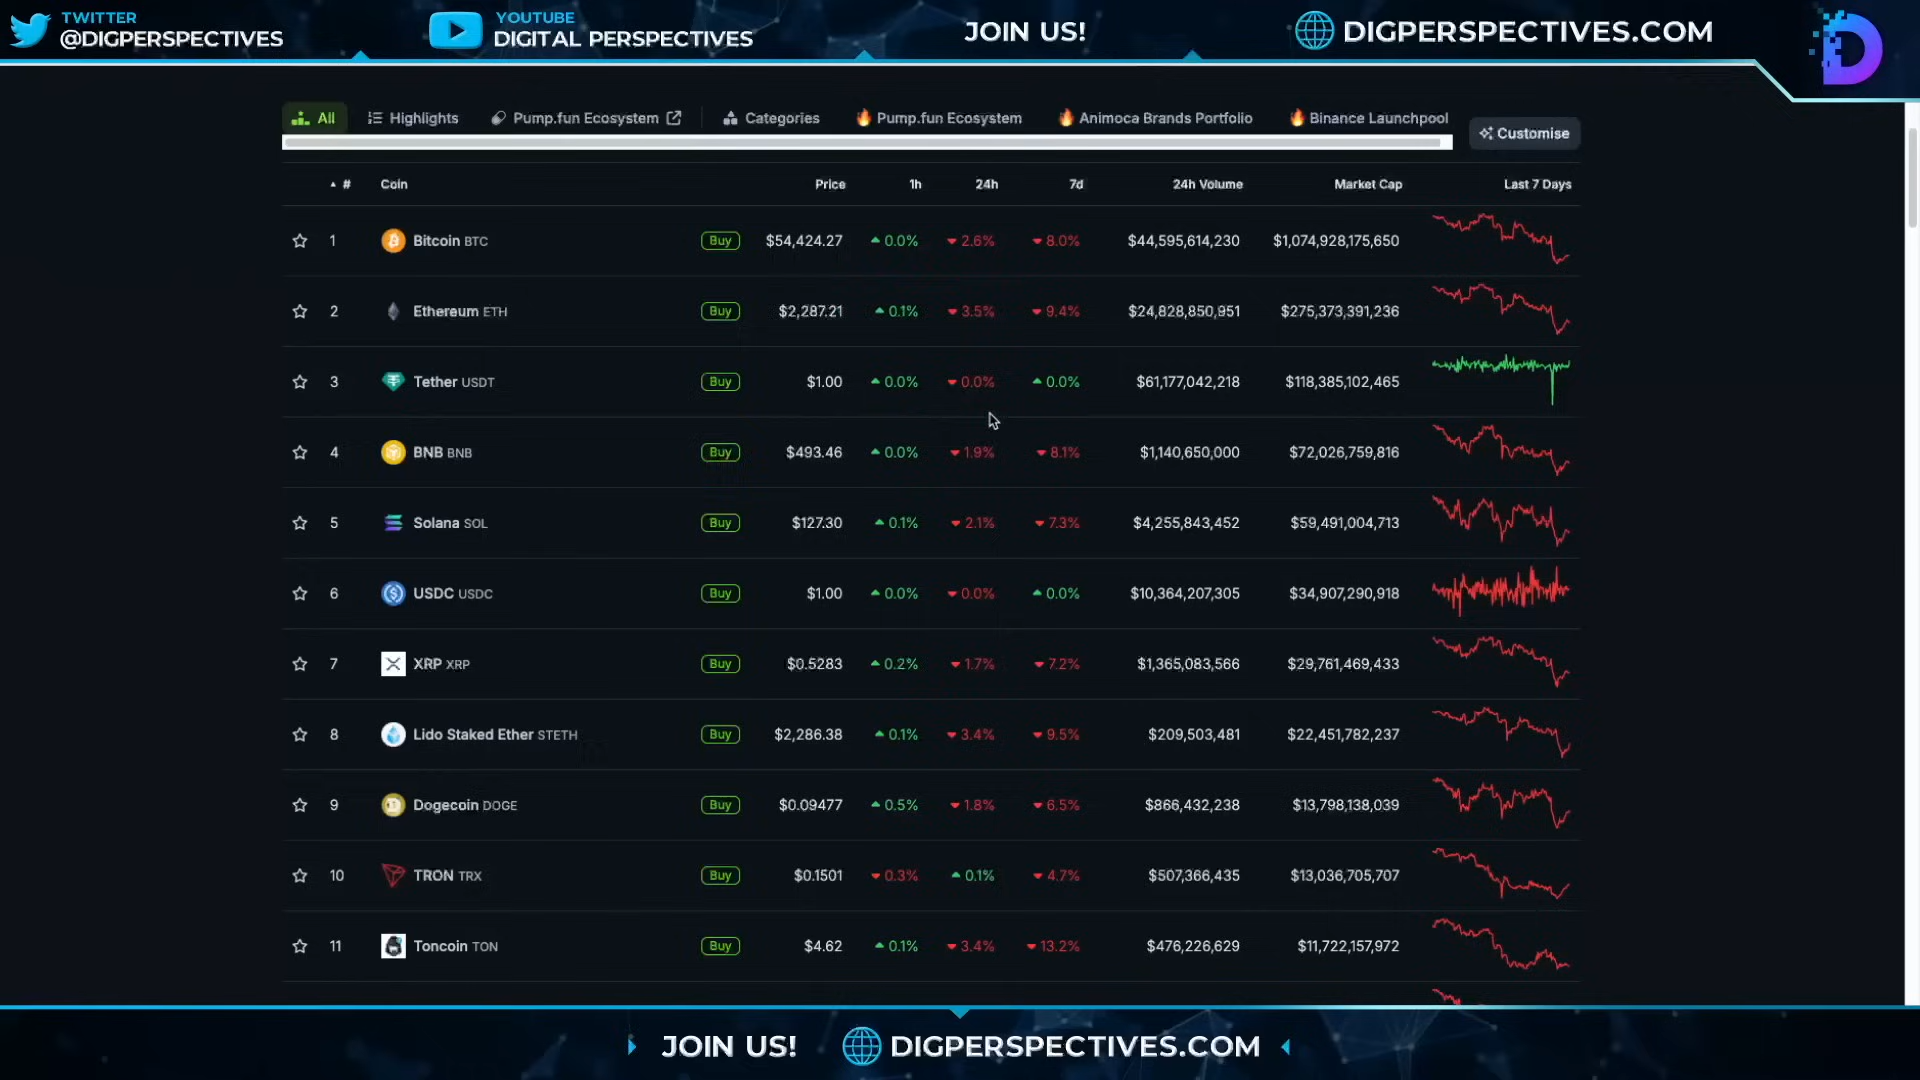 TWITTER
@DIGPERSPECTIVES
YOUTUBE
DIGITAL PERSPECTIVES
JOIN US!
DIGPERSPECTIVES.COM
All Highlights Pump.fun Ecosystem Categories Pump.fun Ecosystem Animoca Brands Portfolio Binance Launchpool Customise
# Coin Price 1h 24h 7d 24h Volume Market Cap Last 7 Days
1 Bitcoin BTC Buy $54,424.27 0.0% 2.6% 8.0% $44,595,614,230 $1,074,928,175,650
2 Ethereum ETH Buy $2,287.21 0.1% 3.5% 9.4% $24,828,850,951 $275,373,391,236
3 Tether USDT Buy $1.00 0.0% 0.0% 0.0% $61,177,042,218 $118,385,102,465
4 BNB BNB Buy $493.46 0.0% 1.9% 8.1% $1,140,650,000 $72,026,759,816
5 Solana SOL Buy $127.30 0.1% 2.1% 7.3% $4,255,843,452 $59,491,004,713
6 USDC USDC Buy $1.00 0.0% 0.0% 0.0% $10,364,207,305 $34,907,290,918
7 XRP XRP Buy $0.5283 0.2% 1.7% 7.2% $1,365,083,566 $29,761,469,433
8 Lido Staked Ether STETH Buy $2,286.38 0.1% 3.4% 9.5% $209,503,481 $22,451,782,237
9 Dogecoin DOGE Buy $0.09477 0.5% 1.8% 6.5% $866,432,238 $13,798,138,039
10 TRON TRX Buy $0.1501 0.3% 0.1% 4.7% $507,366,435 $13,036,705,707
11 Toncoin TON Buy $4.62 0.1% 3.4% 13.2% $476,226,629 $11,722,157,972
JOIN US! DIGPERSPECTIVES.COM